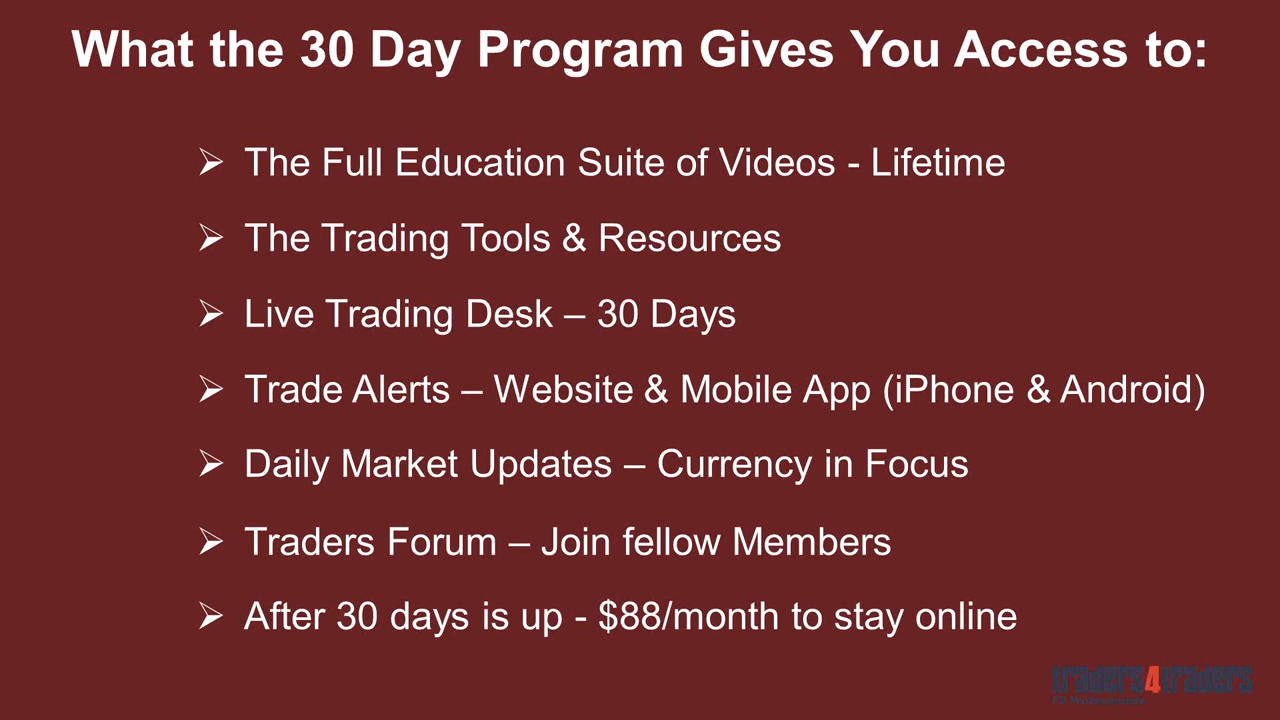 What the 30 Day Program Gives You Access to:
The Full Education Suite of Videos - Lifetime
The Trading Tools & Resources
Live Trading Desk – 30 Days
Trade Alerts – Website & Mobile App (iPhone & Android)
Daily Market Updates – Currency in Focus
Traders Forum – Join fellow Members
After 30 days is up - $88/month to stay online
traders4traders